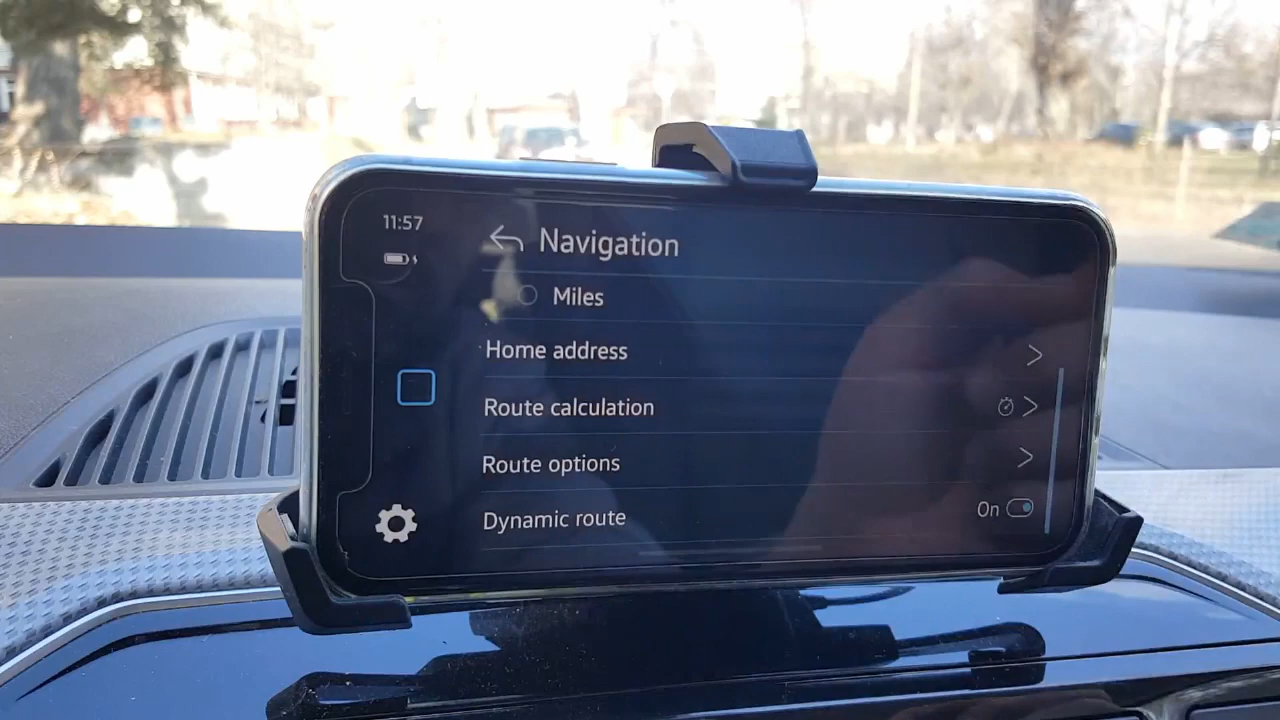 11:57
Navigation
Miles
Home address
Route calculation
Route options
Dynamic route
On